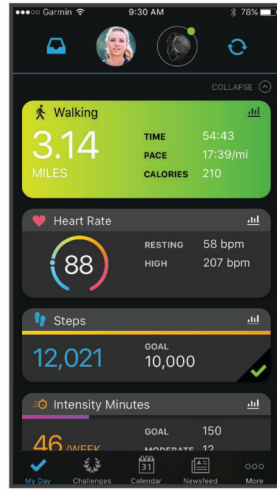 Garmin 9:30 AM 78%
COLLAPSE
Walking
3.14
MILES
TIME 54:43
PACE 17:39/mi
CALORIES 210
Heart Rate
88
RESTING 58 bpm
HIGH 207 bpm
Steps
12,021
GOAL
10,000
Intensity Minutes
46 /WEEK
GOAL 150
MODERATE 12
31
My Day Challenges Calendar Newsfeed More